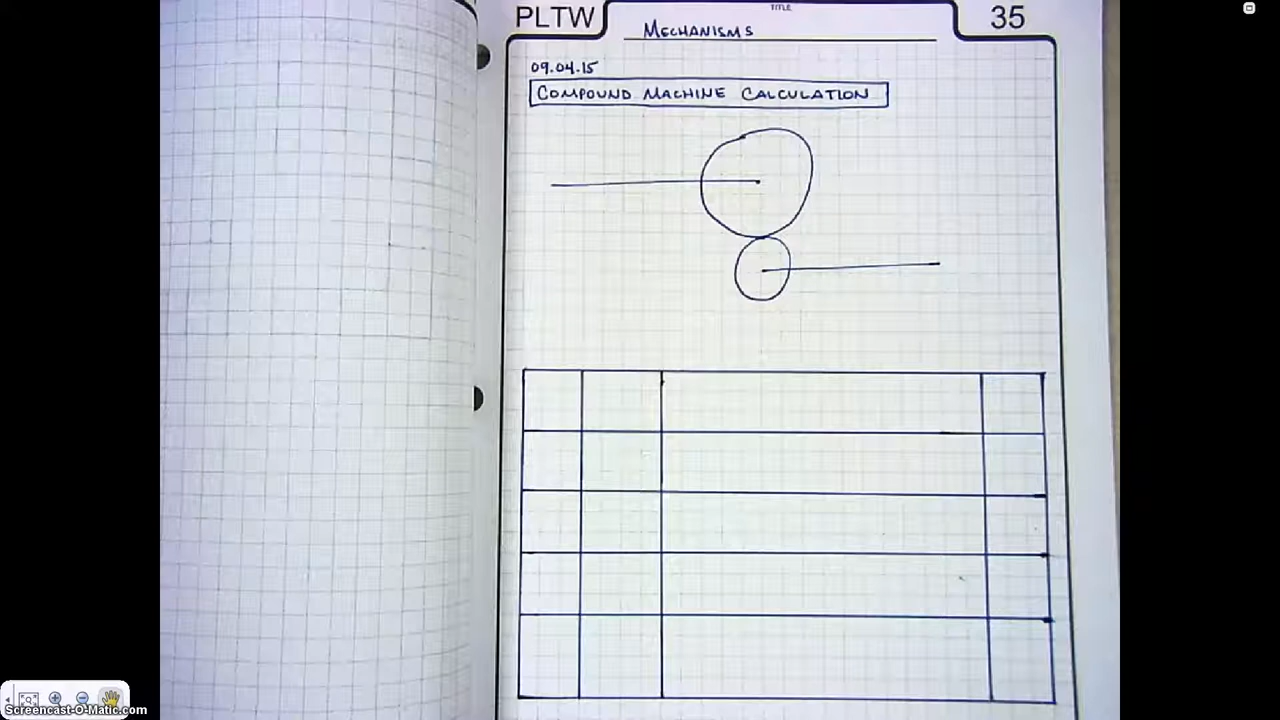 PLTW
TITLE
35
MECHANISMS
09.04.15
COMPOUND MACHINE CALCULATION
Screencast-O-Matic.com